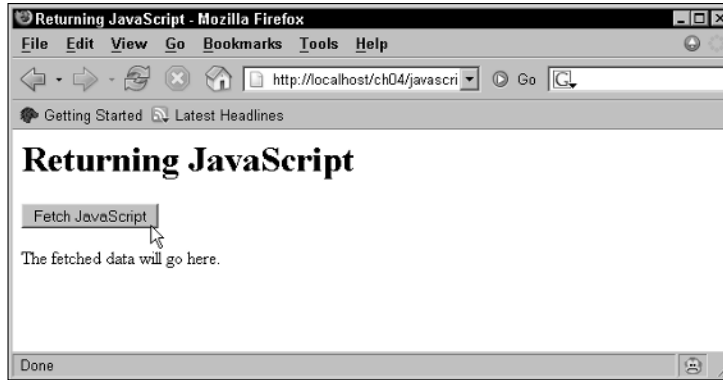 Returning JavaScript - Mozilla Firefox
File Edit View Go Bookmarks Tools Help
http://localhost/ch04/javascri Go G
Getting Started Latest Headlines
Returning JavaScript
Fetch JavaScript
The fetched data will go here.
Done